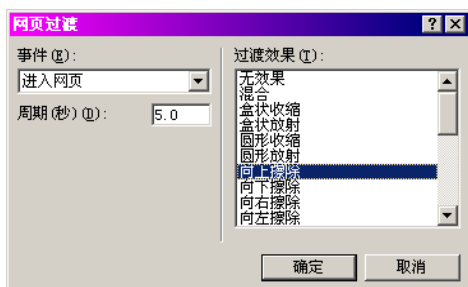 网页过渡
事件(E):
进入网页
周期(秒)(D): 5.0
过渡效果(T):
无效果
混合
盒状收缩
盒状放射
圆形收缩
圆形放射
向上擦除
向下擦除
向右擦除
向左擦除
确定
取消